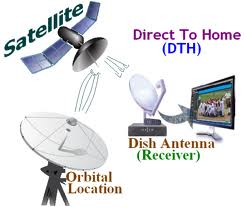 Satellite
Direct To Home
(DTH)
Dish Antenna
(Receiver)
Orbital
Location